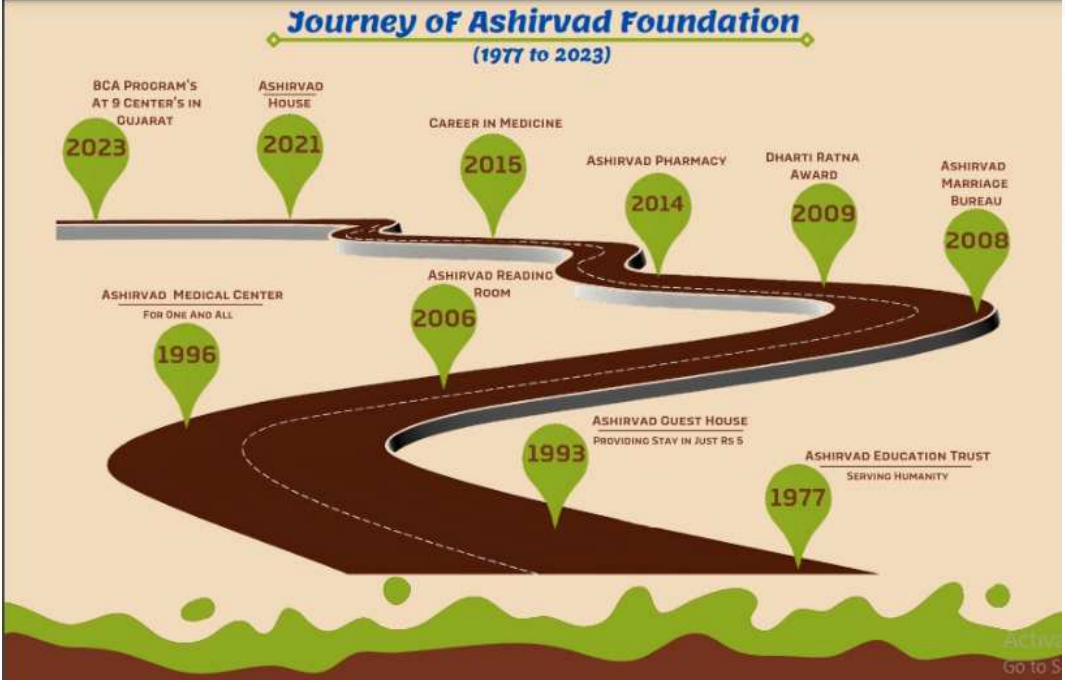 Journey of Ashirvad Foundation
(1977 to 2023)
BCA PROGRAM'S
AT 9 CENTER'S IN
GUJARAT
2023
ASHIRVAD
HOUSE
2021
CAREER IN MEDICINE
2015
ASHIRVAD PHARMACY
2014
DHARTI RATNA
AWARD
2009
ASHIRVAD
MARRIAGE
BUREAU
2008
ASHIRVAD READING
ROOM
2006
ASHIRVAD MEDICAL CENTER
FOR ONE AND ALL
1996
ASHIRVAD GUEST HOUSE
PROVIDING STAY IN JUST RS 5
1993
ASHIRVAD EDUCATION TRUST
SERVING HUMANITY
1977
Activa
Go to S